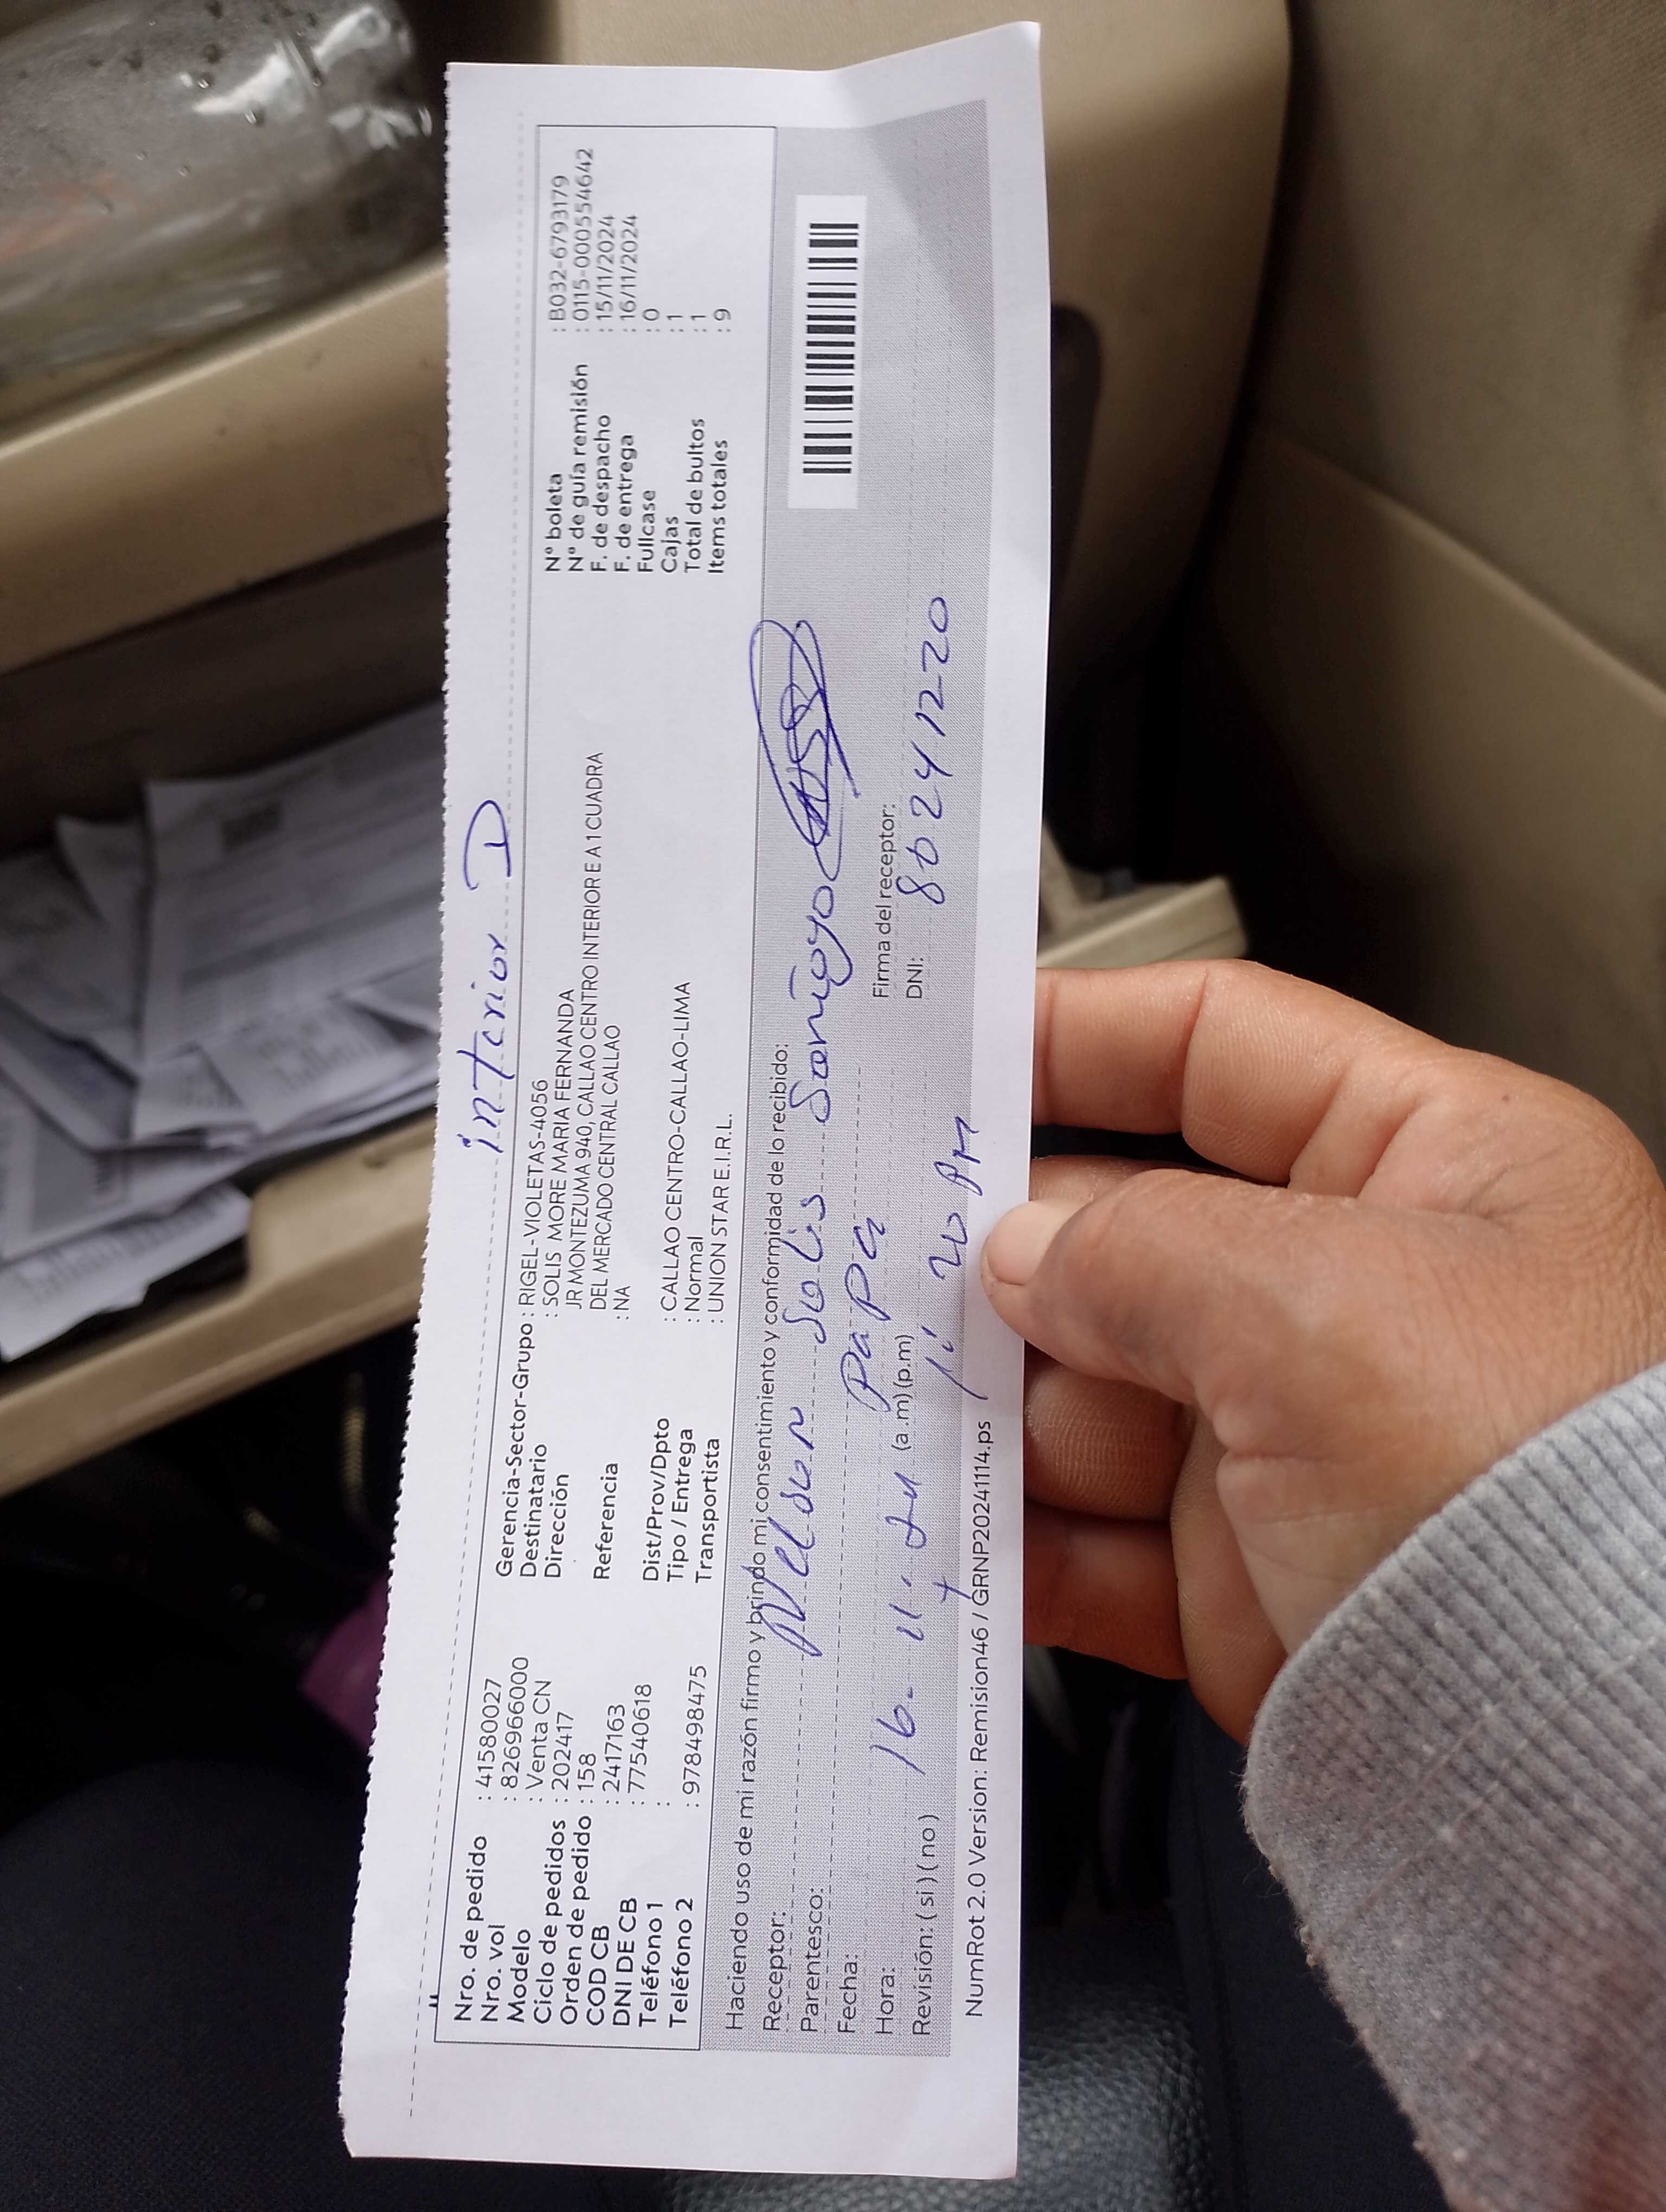 interior D
Nro. de pedido : 41580027
Nro. vol : 826966000
Modelo : Venta CN
Ciclo de pedidos : 202417
Orden de pedido : 158
COD CB : 2417163
DNI DE CB : 77540618
Teléfono 1 :
Teléfono 2 : 978498475
Gerencia-Sector-Grupo : RIGEL-VIOLETAS-4056
Destinatario : SOLIS MORE MARIA FERNANDA
Dirección JR MONTEZUMA 940, CALLAO CENTRO INTERIOR E A 1 CUADRA
DEL MERCADO CENTRAL CALLAO
Referencia : NA
Dist/Prov/Dpto : CALLAO CENTRO-CALLAO-LIMA
Tipo / Entrega : Normal
Transportista : UNION STAR E.I.R.L.
N° boleta : B032-6793179
N° de guía remisión : 0115-000554642
F. de despacho : 15/11/2024
F. de entrega : 16/11/2024
Fullcase : 0
Cajas : 1
Total de bultos : 1
Items totales : 9
Haciendo uso de mi razón firmo y brindo mi consentimiento y conformidad de lo recibido:
Receptor: Solis
Parentesco: Papa
Fecha: 16
Hora: (a.m) (p.m) 20 PM
Revisión: ( si ) ( no )
Firma del receptor:
DNI: 80241220
NumRot 2.0 Version: Remision46 / GRNP20241114.ps